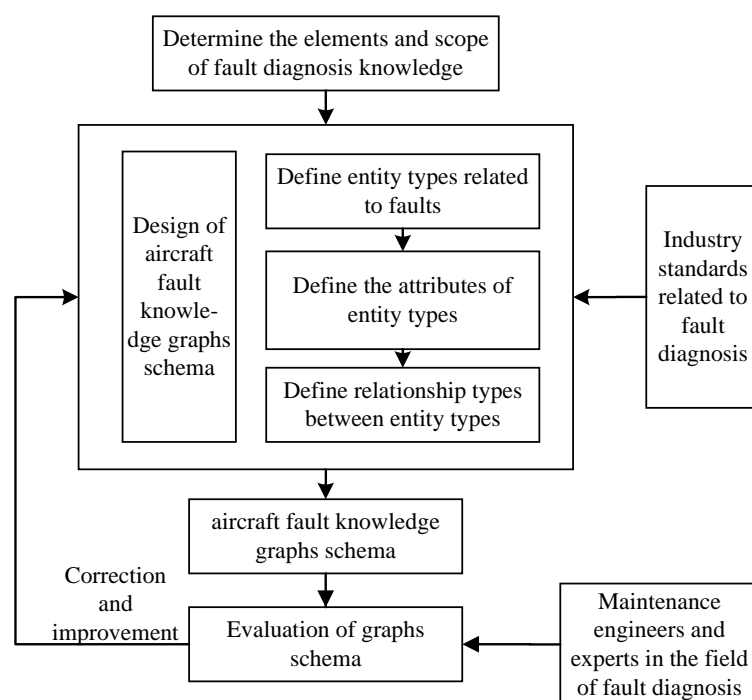 Determine the elements and scope
of fault diagnosis knowledge
Design of
aircraft
fault
knowle-
dge graphs
schema
Define entity types related
to faults
Define the attributes of
entity types
Define relationship types
between entity types
Industry
standards
related to
fault
diagnosis
aircraft fault knowledge
graphs schema
Correction
and
improvement
Evaluation of graphs
schema
Maintenance
engineers and
experts in the field
of fault diagnosis